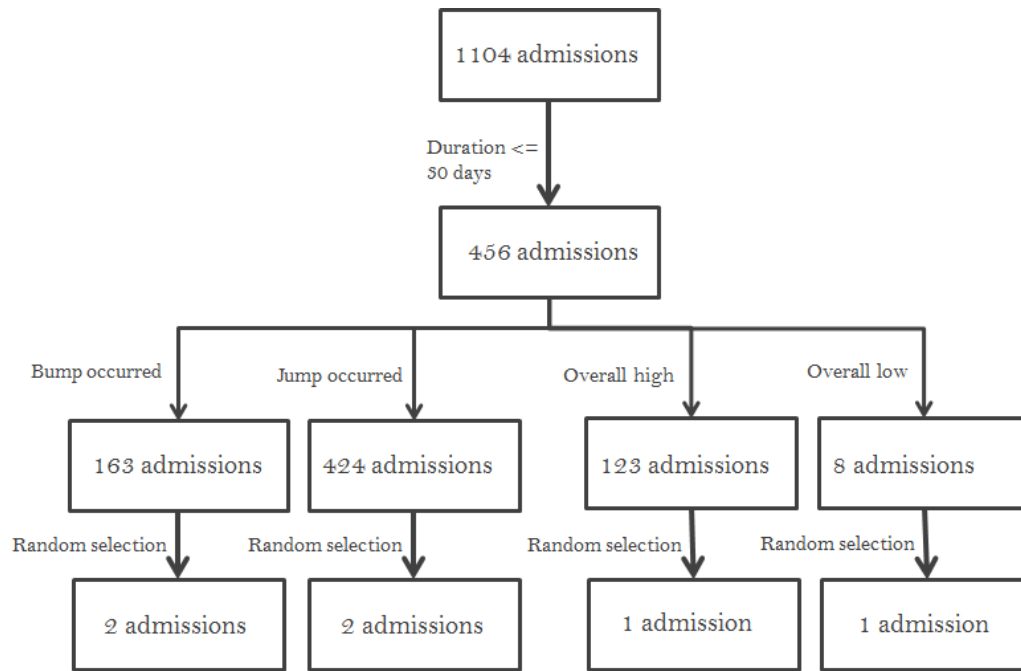 1104 admissions
Duration <=
30 days
456 admissions
Bump occurred
Jump occurred
Overall high
Overall low
163 admissions
424 admissions
123 admissions
8 admissions
Random selection
Random selection
Random selection
Random selection
2 admissions
2 admissions
1 admission
1 admission